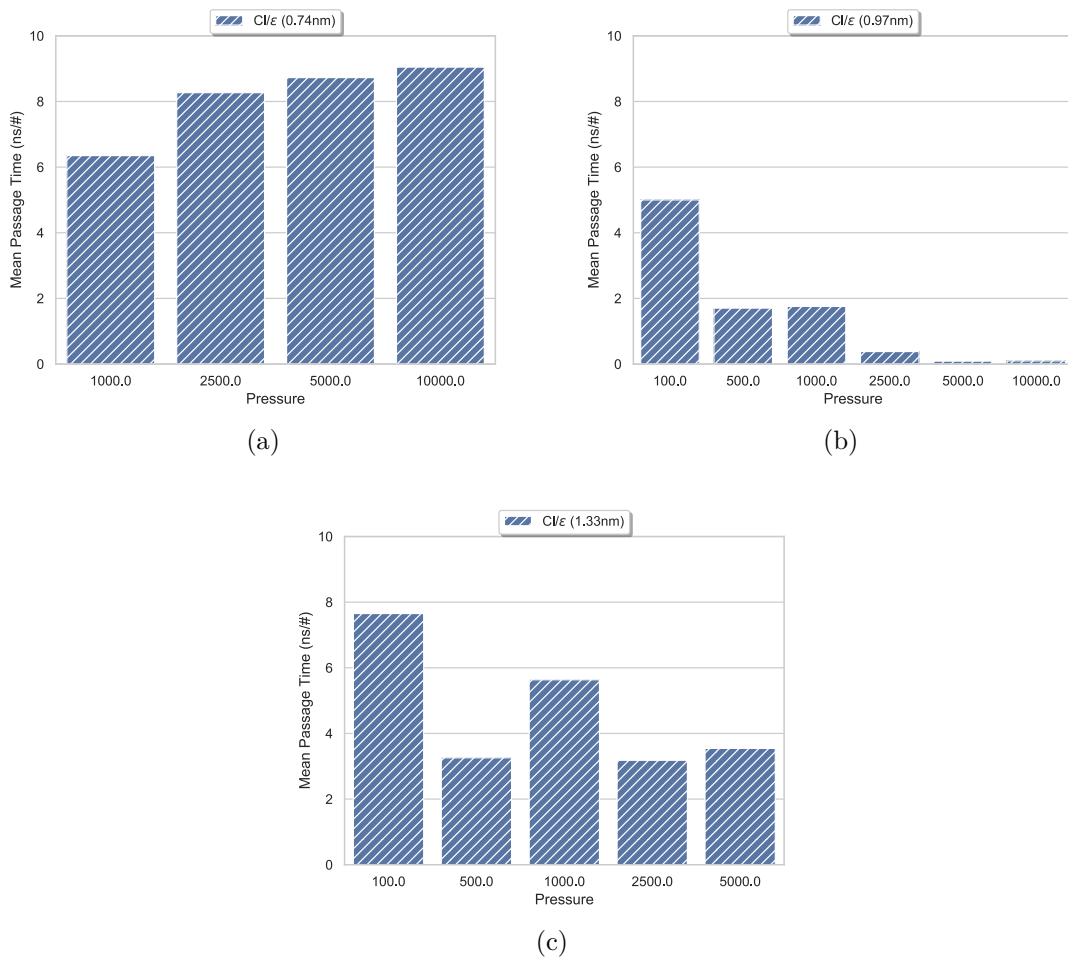 Cl/ε (0.74nm)
10
8
6
4
2
0
Mean Passage Time (ns/#)
1000.0 2500.0 5000.0 10000.0
Pressure
(a)
Cl/ε (0.97nm)
10
8
6
4
2
0
Mean Passage Time (ns/#)
100.0 500.0 1000.0 2500.0 5000.0 10000.0
Pressure
(b)
Cl/ε (1.33nm)
10
8
6
4
2
0
Mean Passage Time (ns/#)
100.0 500.0 1000.0 2500.0 5000.0
Pressure
(c)